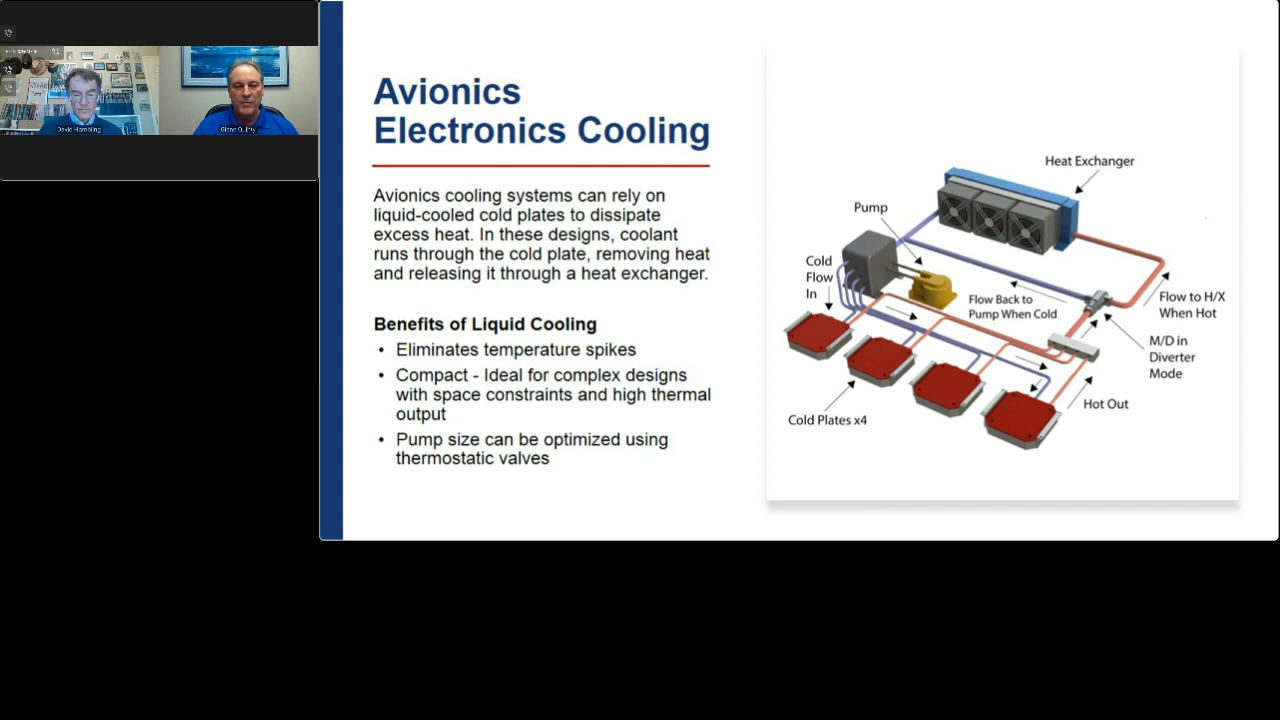 David Hambling
Glenn Quinty
Avionics
Electronics Cooling
Avionics cooling systems can rely on
liquid-cooled cold plates to dissipate
excess heat. In these designs, coolant
runs through the cold plate, removing heat
and releasing it through a heat exchanger.
Benefits of Liquid Cooling
• Eliminates temperature spikes
• Compact - Ideal for complex designs
with space constraints and high thermal
output
• Pump size can be optimized using
thermostatic valves
Heat Exchanger
Pump
Cold
Flow
In
Flow Back to
Pump When Cold
Flow to H/X
When Hot
M/D in
Diverter
Mode
Hot Out
Cold Plates x4